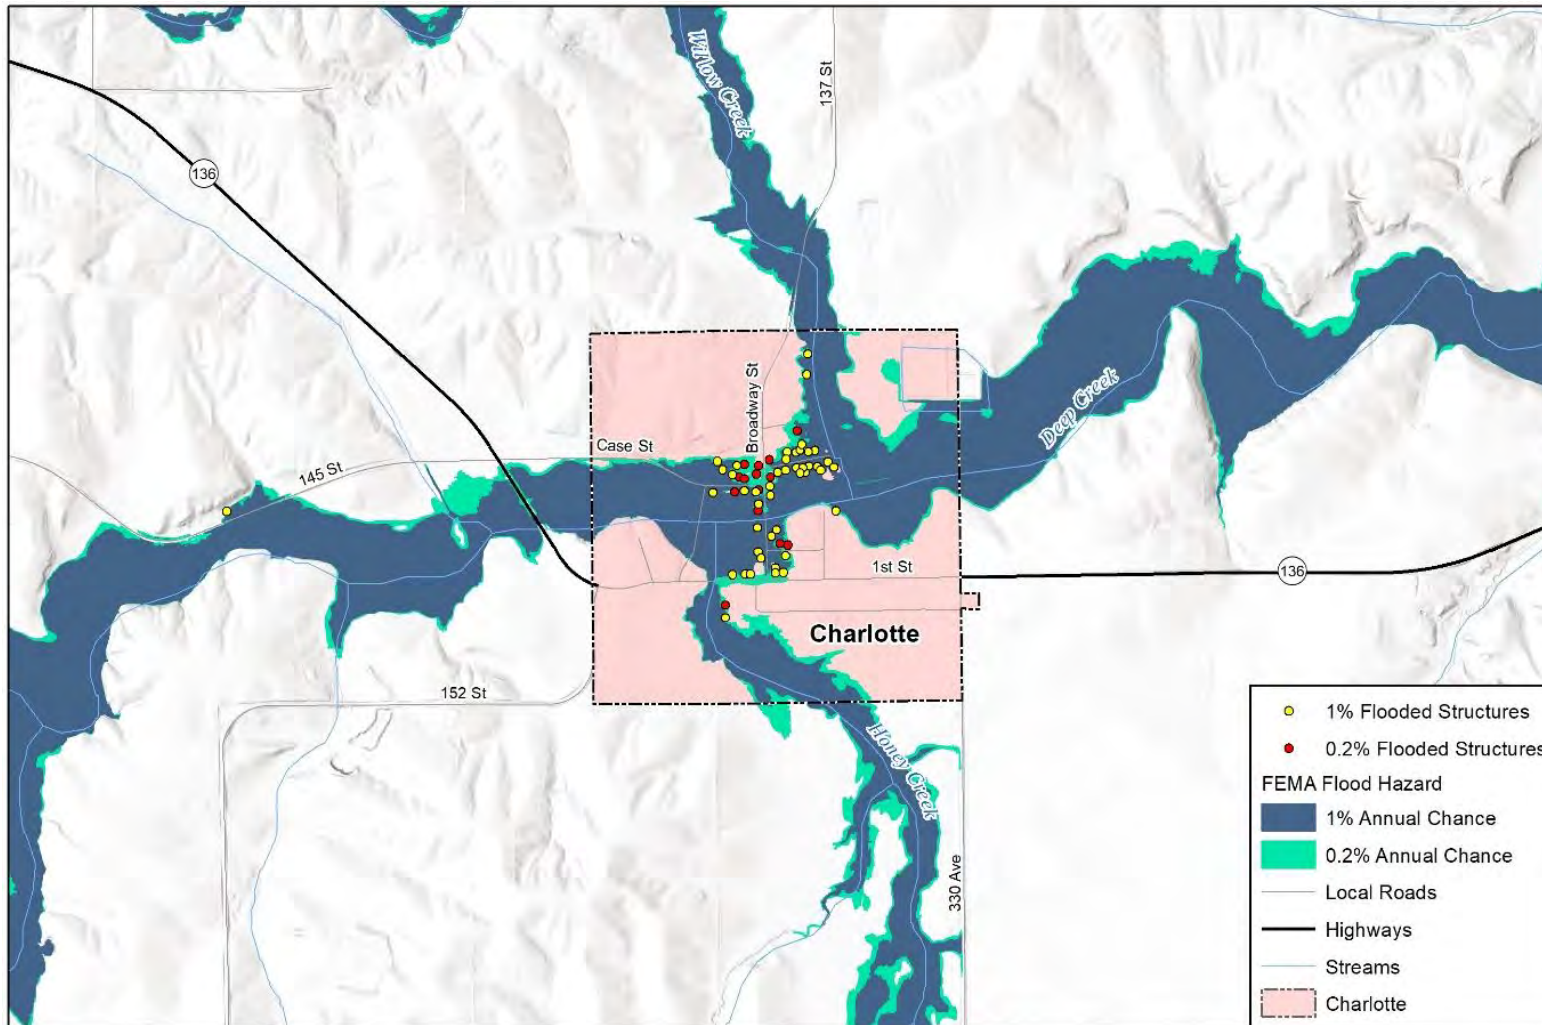 Willow Creek
137 St
136
Deep Creek
Broadway St
Case St
145 St
1st St
136
Charlotte
152 St
Honey Creek
330 Ave
1% Flooded Structures
0.2% Flooded Structures
FEMA Flood Hazard
1% Annual Chance
0.2% Annual Chance
Local Roads
Highways
Streams
Charlotte